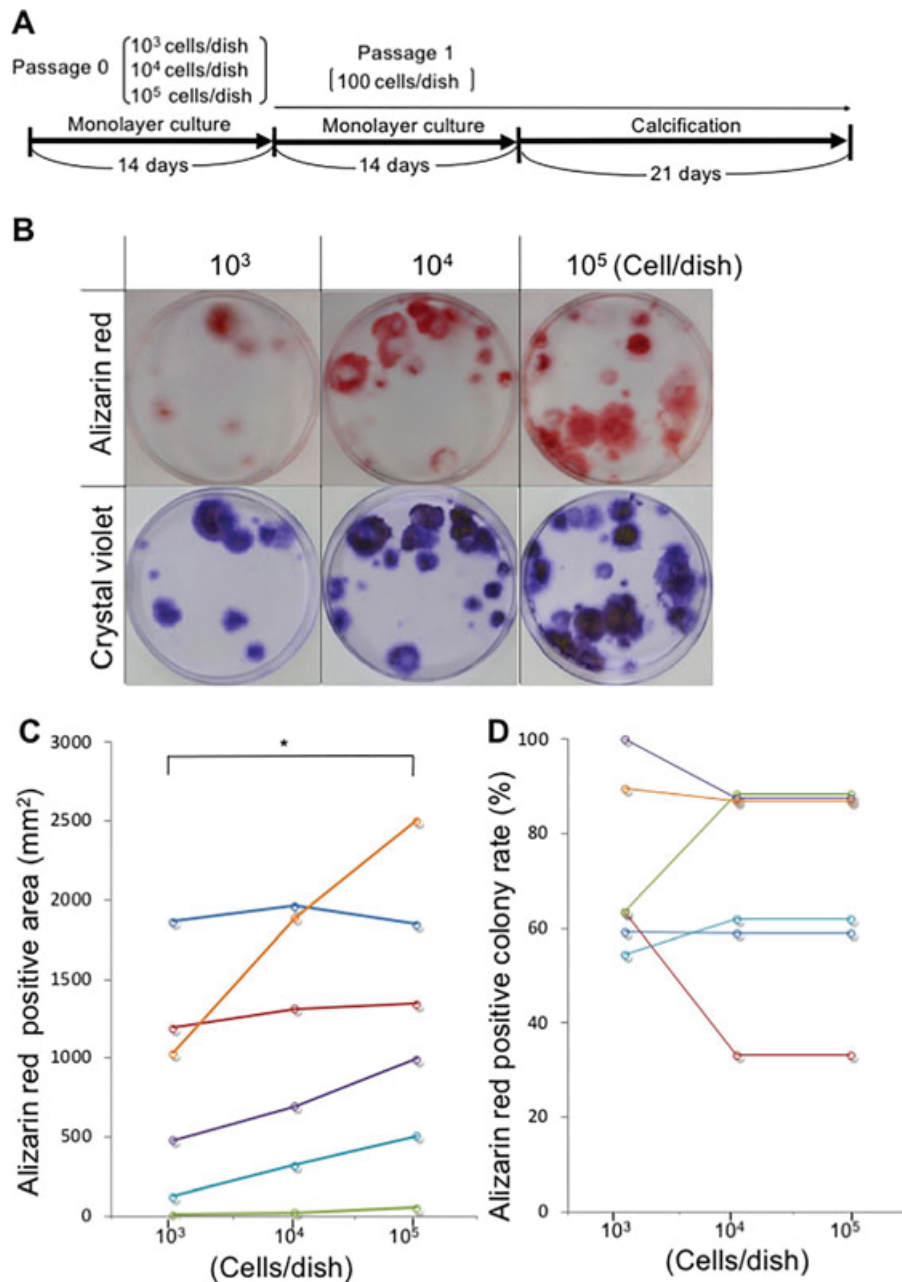 A
Passage 0
10³ cells/dish
10⁴ cells/dish
10⁵ cells/dish
Passage 1
100 cells/dish
Monolayer culture
Monolayer culture
Calcification
14 days
14 days
21 days
B
10³ 10⁴ 10⁵ (Cell/dish)
Alizarin red
Crystal violet
C
*
Alizarin red positive area (mm²)
3000
2500
2000
1500
1000
500
0
10³ 10⁴ 10⁵
(Cells/dish)
D
Alizarin red positive colony rate (%)
100
80
60
40
20
0
10³ 10⁴ 10⁵
(Cells/dish)